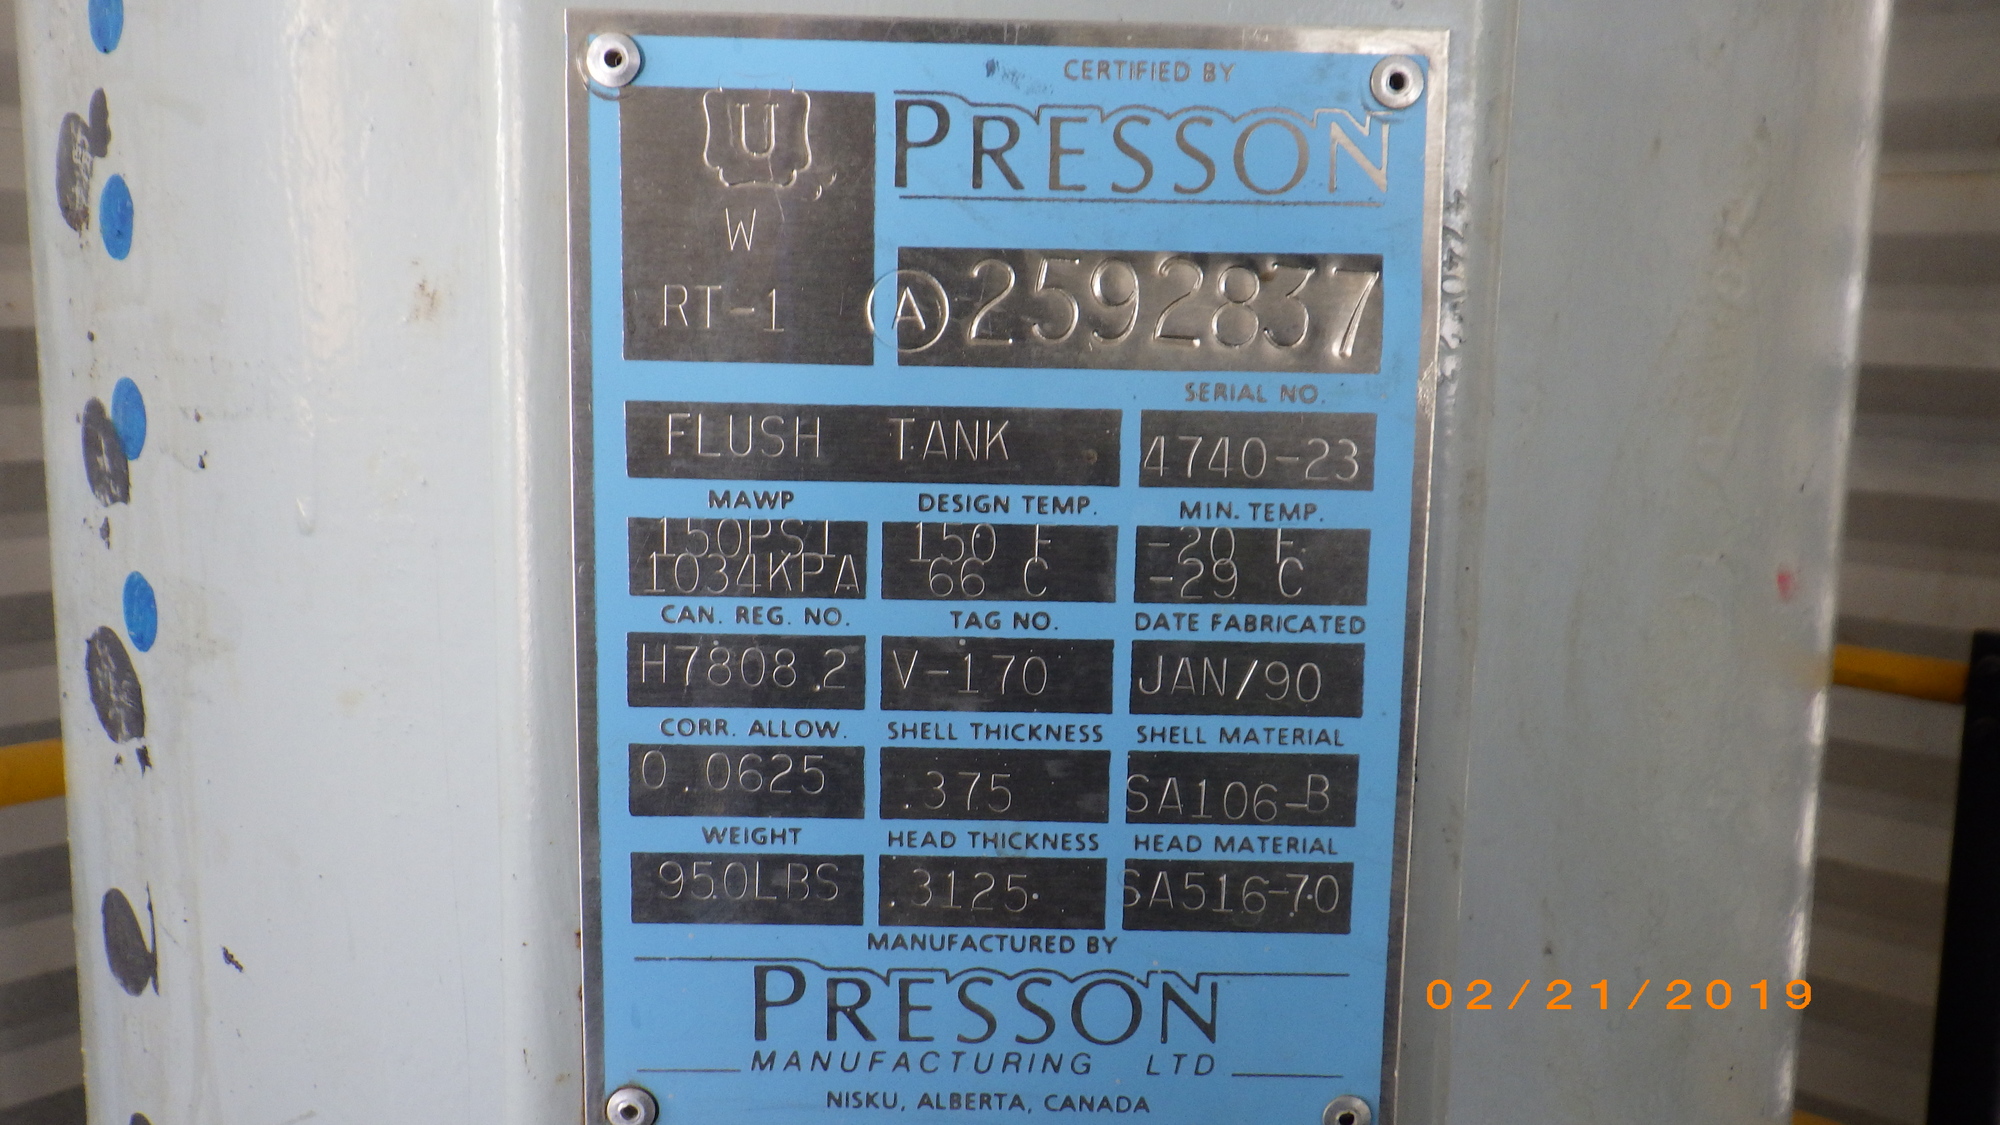 CERTIFIED BY
PRESSON
U
W
RT-1
A 2592837
SERIAL NO.
FLUSH TANK
4740-23
MAWP
DESIGN TEMP.
MIN. TEMP.
150PSI
150 F
-20 F
1034KPA
66 C
-29 C
CAN. REG. NO.
TAG NO.
DATE FABRICATED
H7808.2
V-170
JAN/90
CORR. ALLOW.
SHELL THICKNESS
SHELL MATERIAL
0.0625
.375
SA106-B
WEIGHT
HEAD THICKNESS
HEAD MATERIAL
950LBS
.3125
SA516-70
MANUFACTURED BY
PRESSON
MANUFACTURING LTD
NISKU, ALBERTA, CANADA
02/21/2019